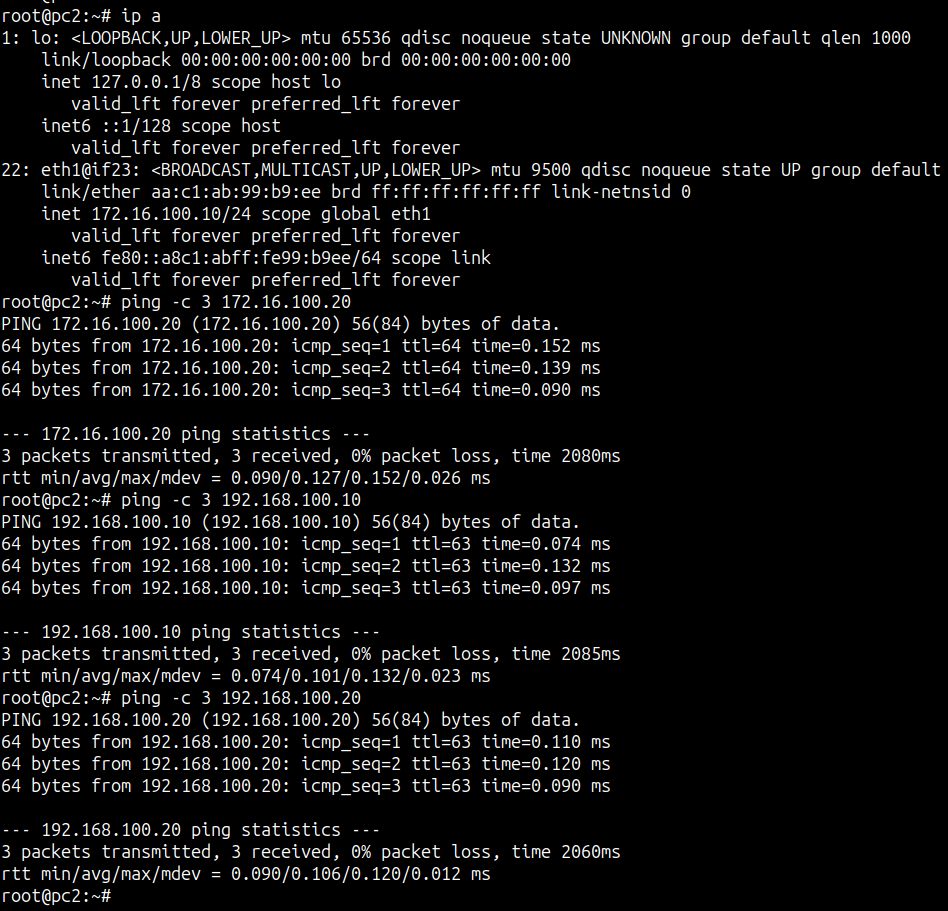 root@pc2:~# ip a
1: lo: <LOOPBACK,UP,LOWER_UP> mtu 65536 qdisc noqueue state UNKNOWN group default qlen 1000
    link/loopback 00:00:00:00:00:00 brd 00:00:00:00:00:00
    inet 127.0.0.1/8 scope host lo
       valid_lft forever preferred_lft forever
    inet6 ::1/128 scope host
       valid_lft forever preferred_lft forever
22: eth1@if23: <BROADCAST,MULTICAST,UP,LOWER_UP> mtu 9500 qdisc noqueue state UP group default
    link/ether aa:c1:ab:99:b9:ee brd ff:ff:ff:ff:ff:ff link-netnsid 0
    inet 172.16.100.10/24 scope global eth1
       valid_lft forever preferred_lft forever
    inet6 fe80::a8c1:abff:fe99:b9ee/64 scope link
       valid_lft forever preferred_lft forever
root@pc2:~# ping -c 3 172.16.100.20
PING 172.16.100.20 (172.16.100.20) 56(84) bytes of data.
64 bytes from 172.16.100.20: icmp_seq=1 ttl=64 time=0.152 ms
64 bytes from 172.16.100.20: icmp_seq=2 ttl=64 time=0.139 ms
64 bytes from 172.16.100.20: icmp_seq=3 ttl=64 time=0.090 ms

--- 172.16.100.20 ping statistics ---
3 packets transmitted, 3 received, 0% packet loss, time 2080ms
rtt min/avg/max/mdev = 0.090/0.127/0.152/0.026 ms
root@pc2:~# ping -c 3 192.168.100.10
PING 192.168.100.10 (192.168.100.10) 56(84) bytes of data.
64 bytes from 192.168.100.10: icmp_seq=1 ttl=63 time=0.074 ms
64 bytes from 192.168.100.10: icmp_seq=2 ttl=63 time=0.132 ms
64 bytes from 192.168.100.10: icmp_seq=3 ttl=63 time=0.097 ms

--- 192.168.100.10 ping statistics ---
3 packets transmitted, 3 received, 0% packet loss, time 2085ms
rtt min/avg/max/mdev = 0.074/0.101/0.132/0.023 ms
root@pc2:~# ping -c 3 192.168.100.20
PING 192.168.100.20 (192.168.100.20) 56(84) bytes of data.
64 bytes from 192.168.100.20: icmp_seq=1 ttl=63 time=0.110 ms
64 bytes from 192.168.100.20: icmp_seq=2 ttl=63 time=0.120 ms
64 bytes from 192.168.100.20: icmp_seq=3 ttl=63 time=0.090 ms

--- 192.168.100.20 ping statistics ---
3 packets transmitted, 3 received, 0% packet loss, time 2060ms
rtt min/avg/max/mdev = 0.090/0.106/0.120/0.012 ms
root@pc2:~#